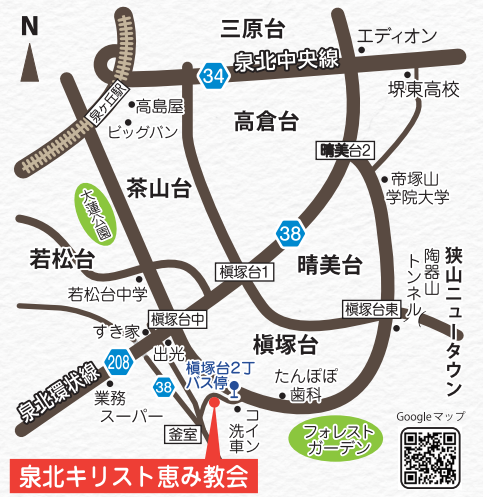 N
三原台
エディオン
泉北中央線
34
堺東高校
泉ヶ丘駅
高島屋
ビッグバン
高倉台
晴美台2
帝塚山
学院大学
茶山台
大蓮公園
38
若松台
槇塚台1
晴美台
陶器山
トンネル
狭山ニュータウン
若松台中学
槇塚台中
槇塚台東
すき家
出光
槇塚台
208
泉北環状線
38
槇塚台2丁
バス停
たんぽぽ
歯科
業務
スーパー
釜室
コイン
洗車
フォレスト
ガーデン
Googleマップ
泉北キリスト恵み教会